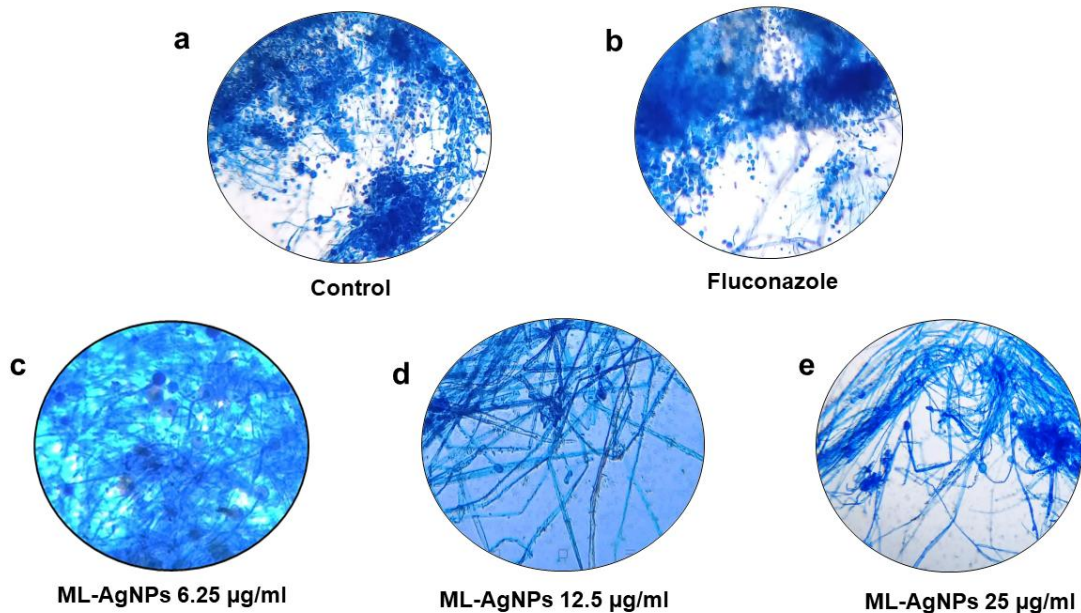 a
b
Control
Fluconazole
c
d
e
ML-AgNPs 6.25 µg/ml
ML-AgNPs 12.5 µg/ml
ML-AgNPs 25 µg/ml